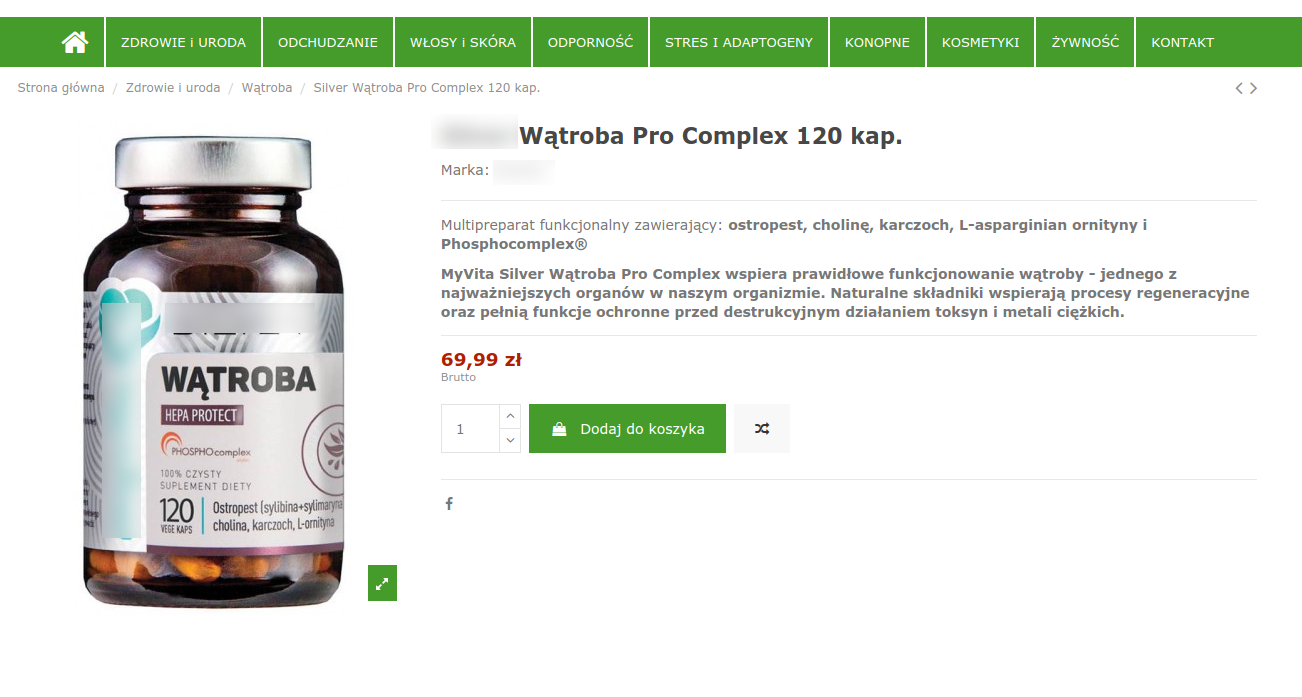 ZDROWIE i URODA ODCHUDZANIE WŁOSY i SKÓRA ODPORNOŚĆ STRES I ADAPTOGENY KONOPNE KOSMETYKI ŻYWNOŚĆ KONTAKT
Strona główna / Zdrowie i uroda / Wątroba / Silver Wątroba Pro Complex 120 kap.
Wątroba Pro Complex 120 kap.
Marka:
Multipreparat funkcjonalny zawierający: ostropest, cholinę, karczoch, L-asparginian ornityny i
Phosphocomplex®
MyVita Silver Wątroba Pro Complex wspiera prawidłowe funkcjonowanie wątroby - jednego z
najważniejszych organów w naszym organizmie. Naturalne składniki wspierają procesy regeneracyjne
oraz pełnią funkcje ochronne przed destrukcyjnym działaniem toksyn i metali ciężkich.
69,99 zł
Brutto
1
Dodaj do koszyka
WĄTROBA
HEPA PROTECT
PHOSPHOcomplex
100% CZYSTY
SUPLEMENT DIETY
120
VEGE KAPS
Ostropest (sylibina+sylimaryna
cholina, karczoch, L-ornityna